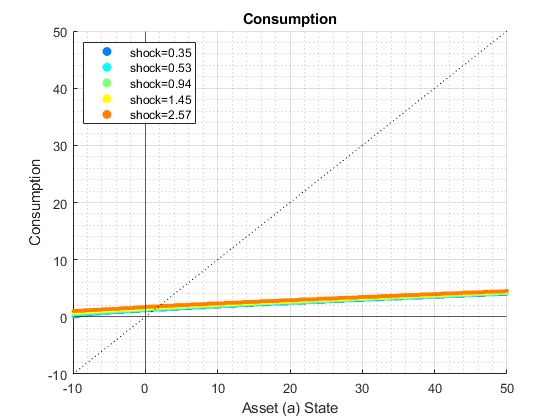 Consumption
50
40
30
20
10
0
-10
shock=0.35
shock=0.53
shock=0.94
shock=1.45
shock=2.57
Consumption
-10
0
10
20
30
40
50
Asset (a) State